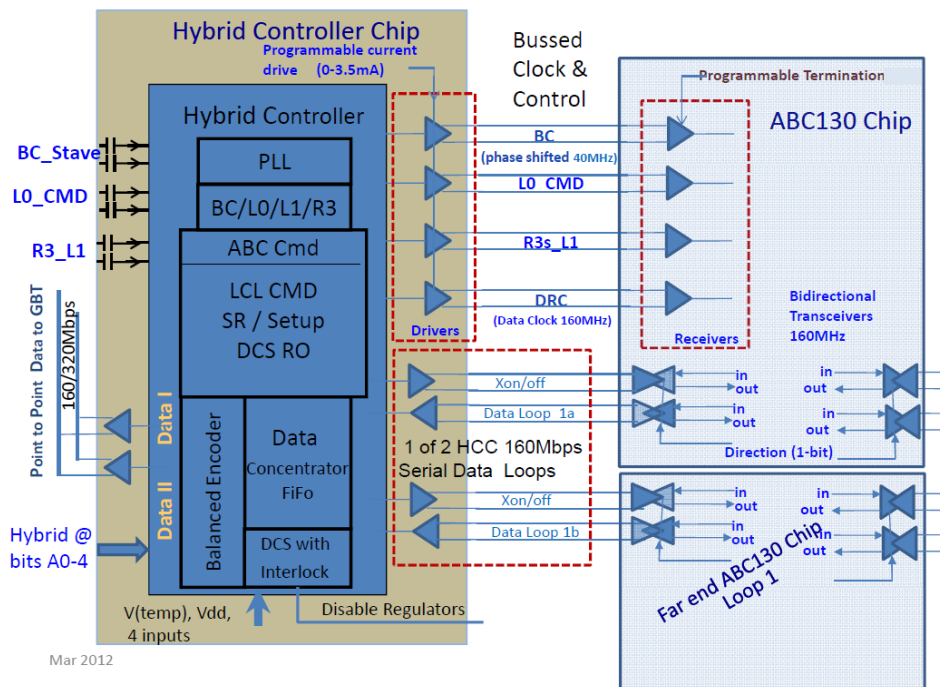 Hybrid Controller Chip
Programmable current
drive (0-3.5mA)
Bussed
Clock &
Control
Programmable Termination
ABC130 Chip
Hybrid Controller
BC_Stave
L0_CMD
R3_L1
PLL
BC/L0/L1/R3
ABC Cmd
LCL CMD
SR / Setup
DCS RO
BC
(phase shifted 40MHz)
L0_CMD
R3s_L1
DRC
(Data Clock 160MHz)
Drivers
Receivers
Bidirectional
Transceivers
160MHz
Point to Point Data to GBT
160/320Mbps
Data I
Data II
Balanced Encoder
Data
Concentrator
FiFo
DCS with
Interlock
Xon/off
Data Loop 1a
1 of 2 HCC 160Mbps
Serial Data Loops
Xon/off
Data Loop 1b
in
out
in
out
in
out
in
out
Direction (1-bit)
in
out
in
out
in
out
in
out
Far end ABC130 Chip
Loop 1
Hybrid @
bits A0-4
V(temp), Vdd,
4 inputs
Disable Regulators
Mar 2012